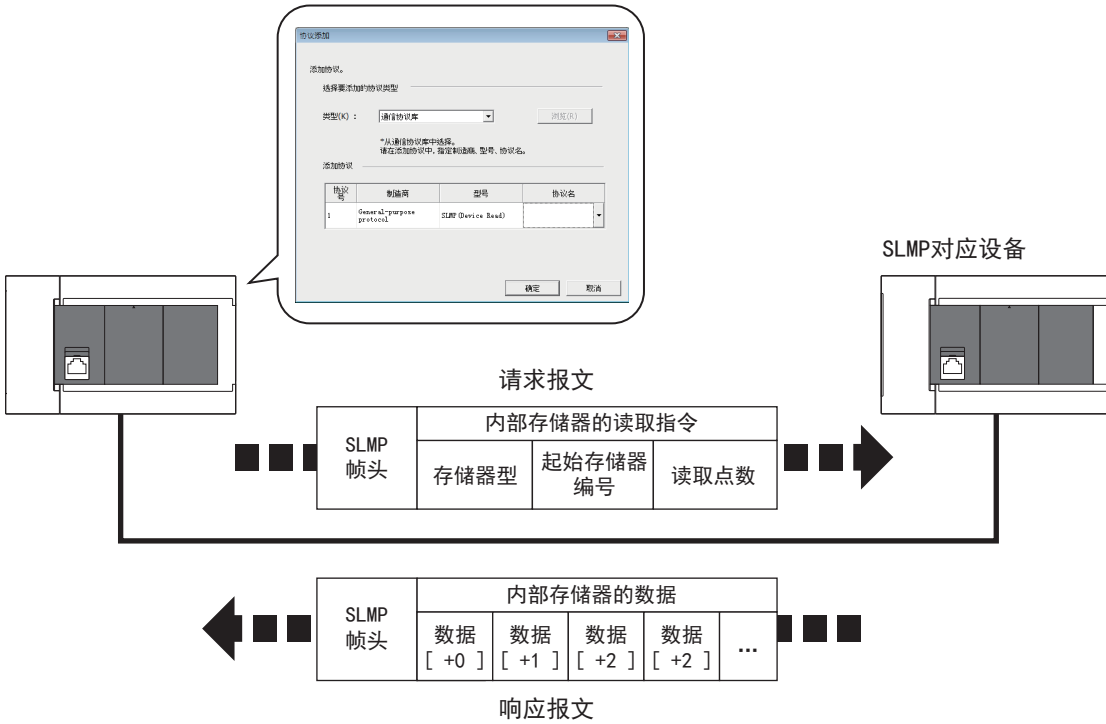 协议添加
添加协议。
选择要添加的协议类型
类型(K) :
通信协议库
浏览(R)
*从通信协议库中选择。
请在添加协议中,指定制造商、型号、协议名。
添加协议
协议
号
制造商
型号
协议名
1
General-purpose
protocol
SLMP(Device Read)
确定
取消
SLMP对应设备
请求报文
SLMP
帧头
内部存储器的读取指令
存储器型
起始存储器
编号
读取点数
SLMP
帧头
内部存储器的数据
数据
[ +0 ]
数据
[ +1 ]
数据
[ +2 ]
数据
[ +2 ]
...
响应报文